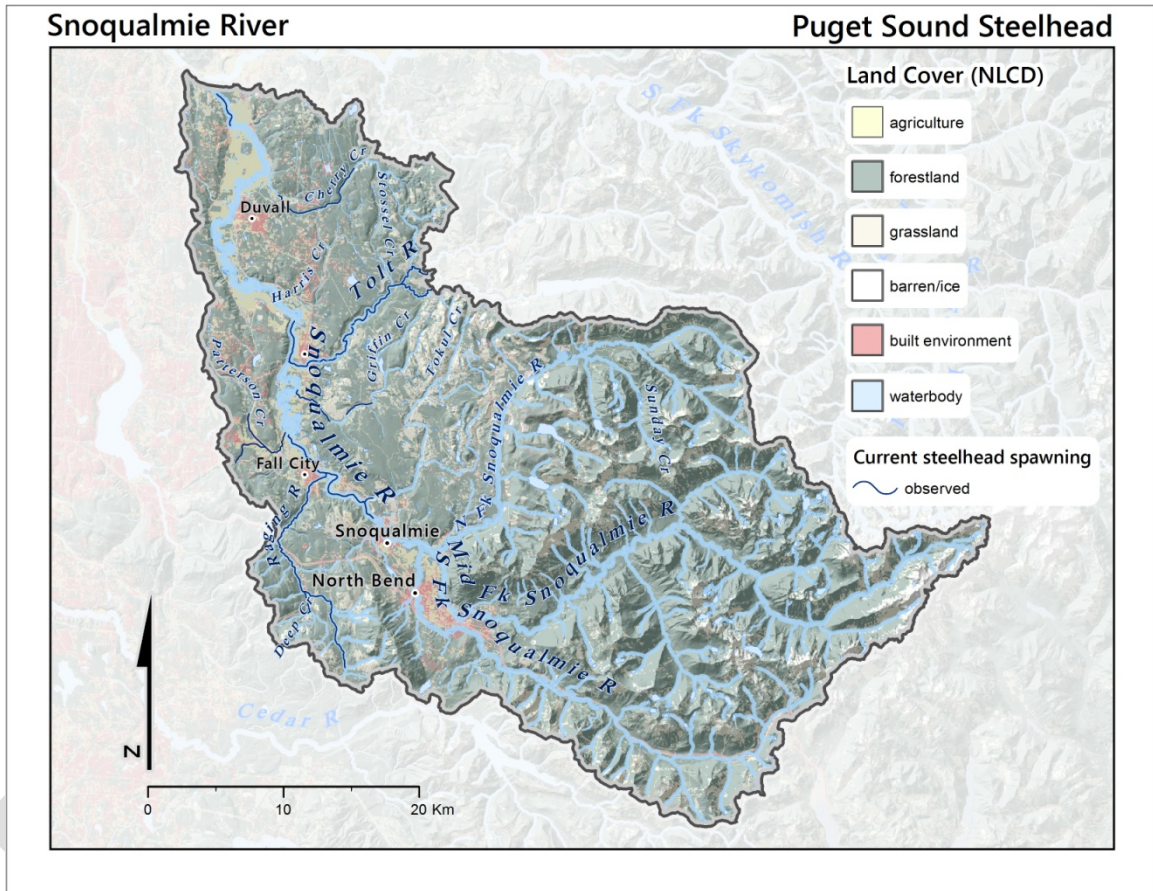 Snoqualmie River
Puget Sound Steelhead
Land Cover (NLCD)
agriculture
forestland
grassland
barren/ice
built environment
waterbody
Current steelhead spawning
observed
S Fk Skykomish R
Cherry Cr
Stossel Cr
Duvall
Harris Cr
Tolt R
Snoqualmie R
Griffin Cr
Tokul Cr
Patterson Cr
N Fk Snoqualmie R
Sunday Cr
Fall City
Raging R
Snoqualmie
Mid Fk Snoqualmie R
North Bend
S Fk Snoqualmie R
Deep Cr
Cedar R
N
0 10 20 Km